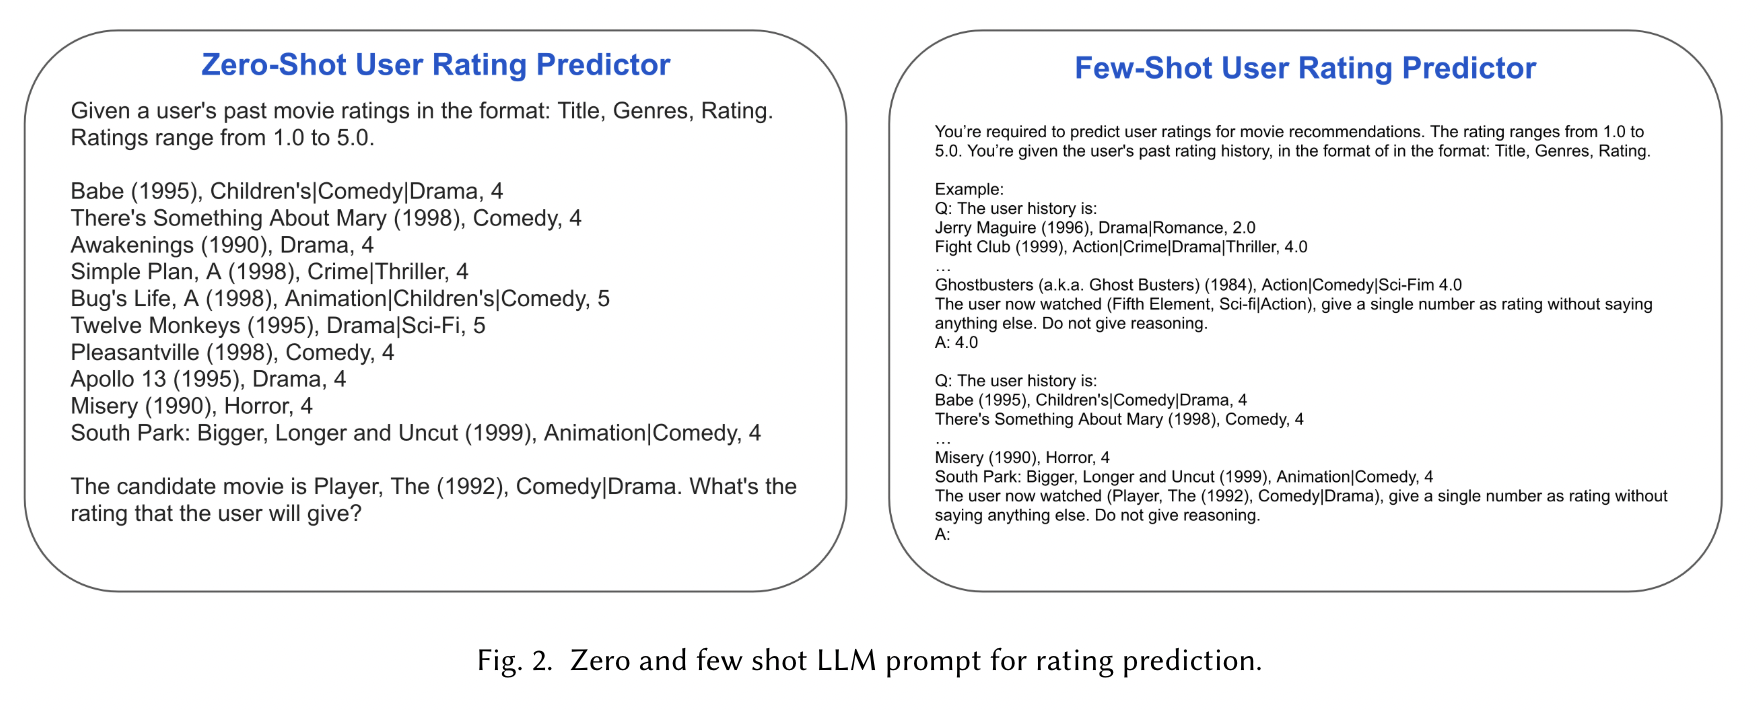 Zero-Shot User Rating Predictor
Given a user's past movie ratings in the format: Title, Genres, Rating.
Ratings range from 1.0 to 5.0.
Babe (1995), Children's|Comedy|Drama, 4
There's Something About Mary (1998), Comedy, 4
Awakenings (1990), Drama, 4
Simple Plan, A (1998), Crime|Thriller, 4
Bug's Life, A (1998), Animation|Children's|Comedy, 5
Twelve Monkeys (1995), Drama|Sci-Fi, 5
Pleasantville (1998), Comedy, 4
Apollo 13 (1995), Drama, 4
Misery (1990), Horror, 4
South Park: Bigger, Longer and Uncut (1999), Animation|Comedy, 4
The candidate movie is Player, The (1992), Comedy|Drama. What's the
rating that the user will give?
Few-Shot User Rating Predictor
You're required to predict user ratings for movie recommendations. The rating ranges from 1.0 to
5.0. You're given the user's past rating history, in the format of in the format: Title, Genres, Rating.
Example:
Q: The user history is:
Jerry Maguire (1996), Drama|Romance, 2.0
Fight Club (1999), Action|Crime|Drama|Thriller, 4.0
…
Ghostbusters (a.k.a. Ghost Busters) (1984), Action|Comedy|Sci-Fim 4.0
The user now watched (Fifth Element, Sci-fi|Action), give a single number as rating without saying
anything else. Do not give reasoning.
A: 4.0
Q: The user history is:
Babe (1995), Children's|Comedy|Drama, 4
There's Something About Mary (1998), Comedy, 4
…
Misery (1990), Horror, 4
South Park: Bigger, Longer and Uncut (1999), Animation|Comedy, 4
The user now watched (Player, The (1992), Comedy|Drama), give a single number as rating without
saying anything else. Do not give reasoning.
A:
Fig. 2. Zero and few shot LLM prompt for rating prediction.